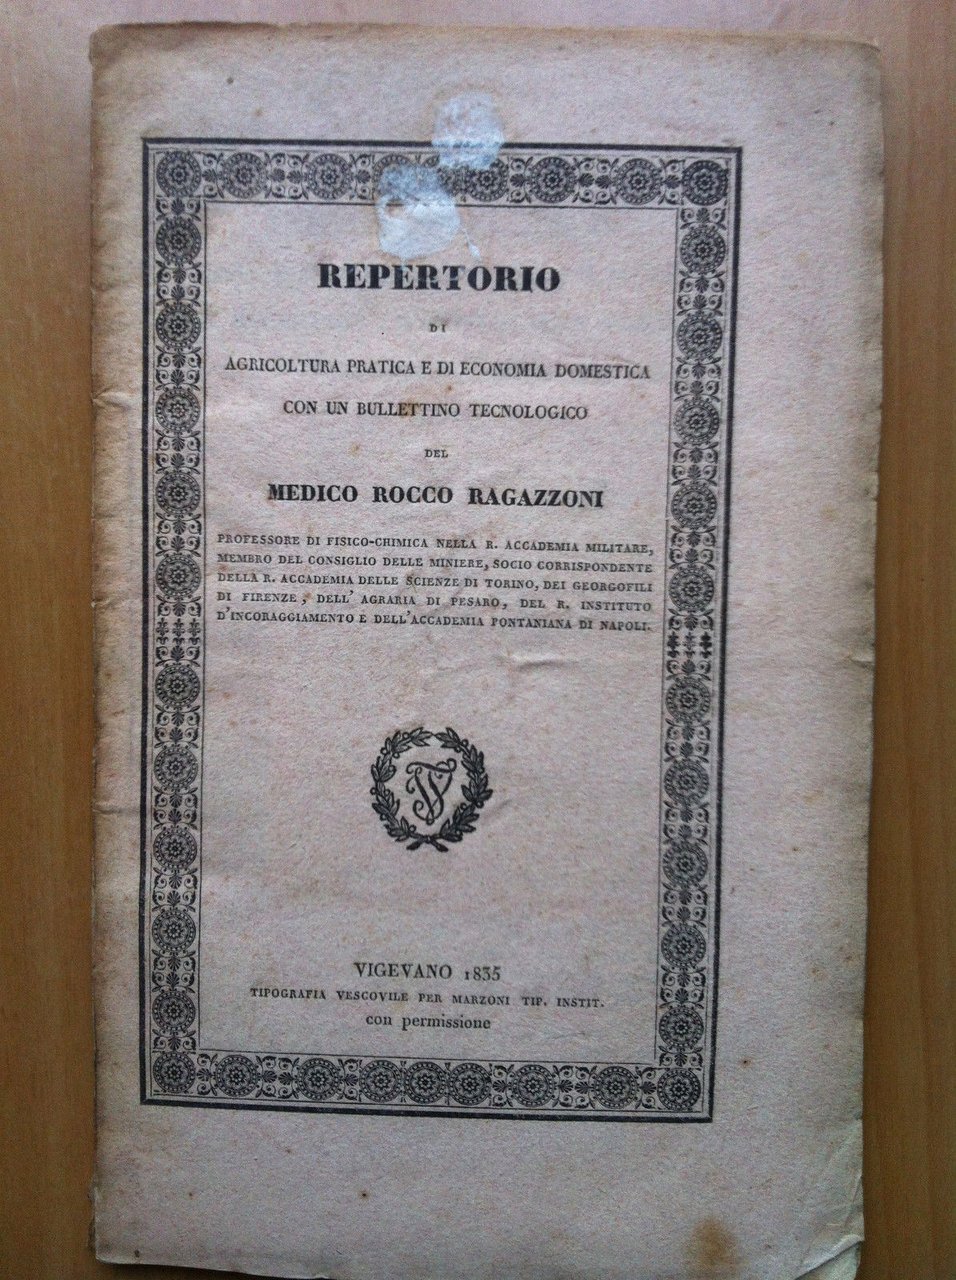 REPERTORIO
DI
AGRICOLTURA PRATICA E DI ECONOMIA DOMESTICA
CON UN BULLETTINO TECNOLOGICO
DEL
MEDICO ROCCO RAGAZZONI
PROFESSORE DI FISICO-CHIMICA NELLA R. ACCADEMIA MILITARE,
MEMBRO DEL CONSIGLIO DELLE MINIERE, SOCIO CORRISPONDENTE
DELLA R. ACCADEMIA DELLE SCIENZE DI TORINO, DEI GEORGOFILI
DI FIRENZE, DELL'AGRARIA DI PESARO, DEL R. INSTITUTO
D'INCORAGGIAMENTO E DELL'ACCADEMIA PONTANIANA DI NAPOLI.
VIGEVANO 1835
TIPOGRAFIA VESCOVILE PER MARZONI TIP. INSTIT.
con permissione